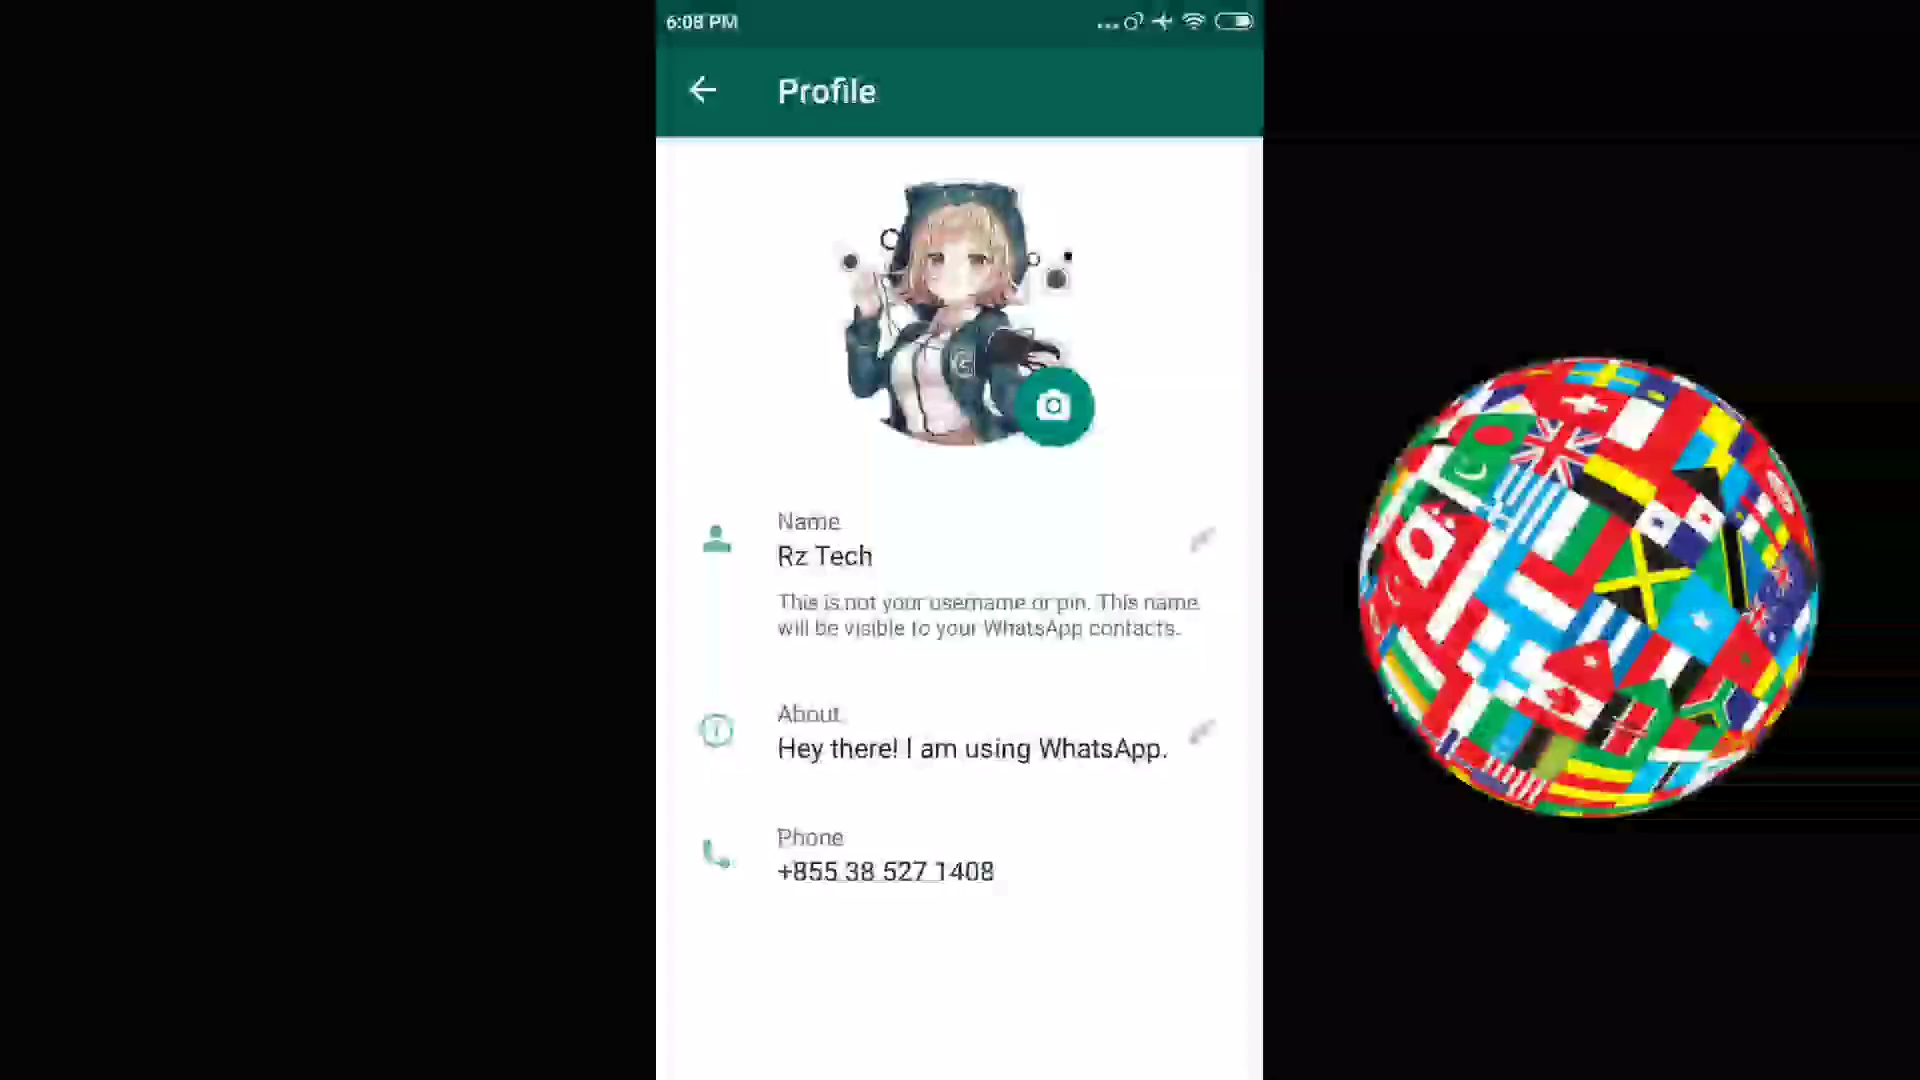 6:08 PM
Profile
Name
Rz Tech
This is not your username or pin. This name
will be visible to your WhatsApp contacts.
About
Hey there! I am using WhatsApp.
Phone
+855 38 527 1408